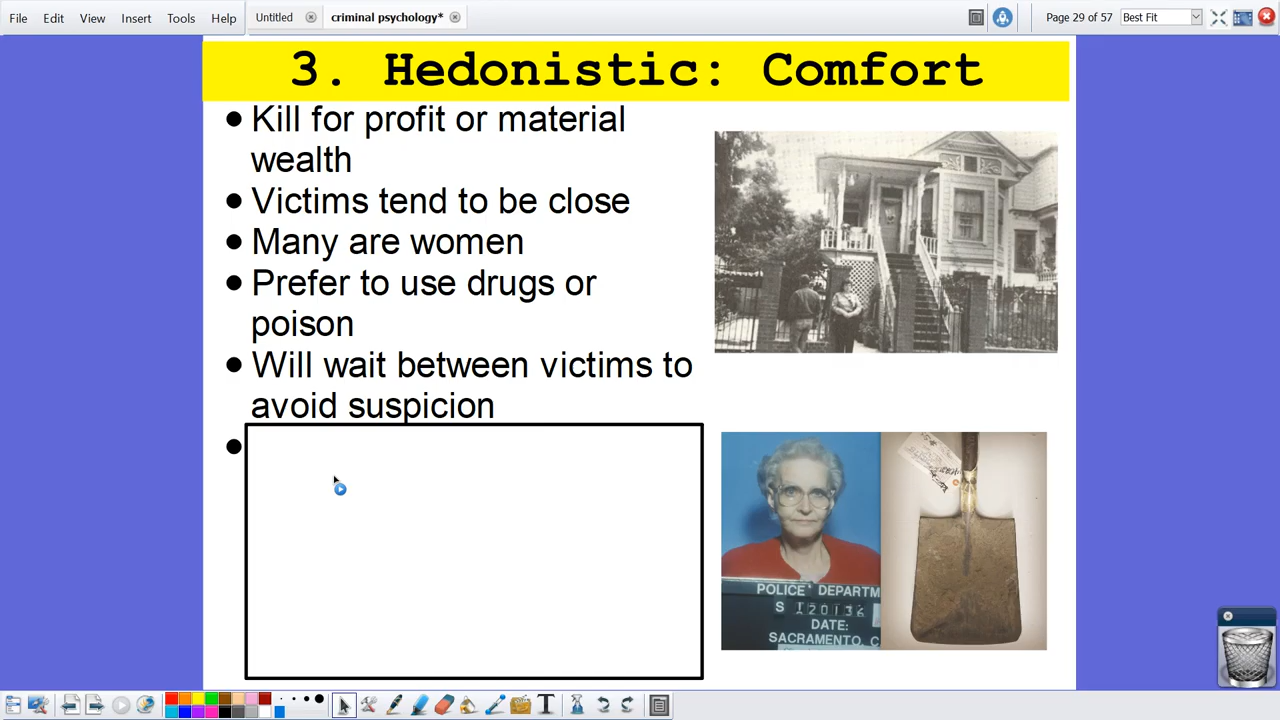 File Edit View Insert Tools Help
Untitled
criminal psychology*
Page 29 of 57
Best Fit
3. Hedonistic: Comfort
● Kill for profit or material
wealth
● Victims tend to be close
● Many are women
● Prefer to use drugs or
poison
● Will wait between victims to
avoid suspicion
●
POLICE DEPARTM
S 120136
DATE:
SACRAMENTO, C